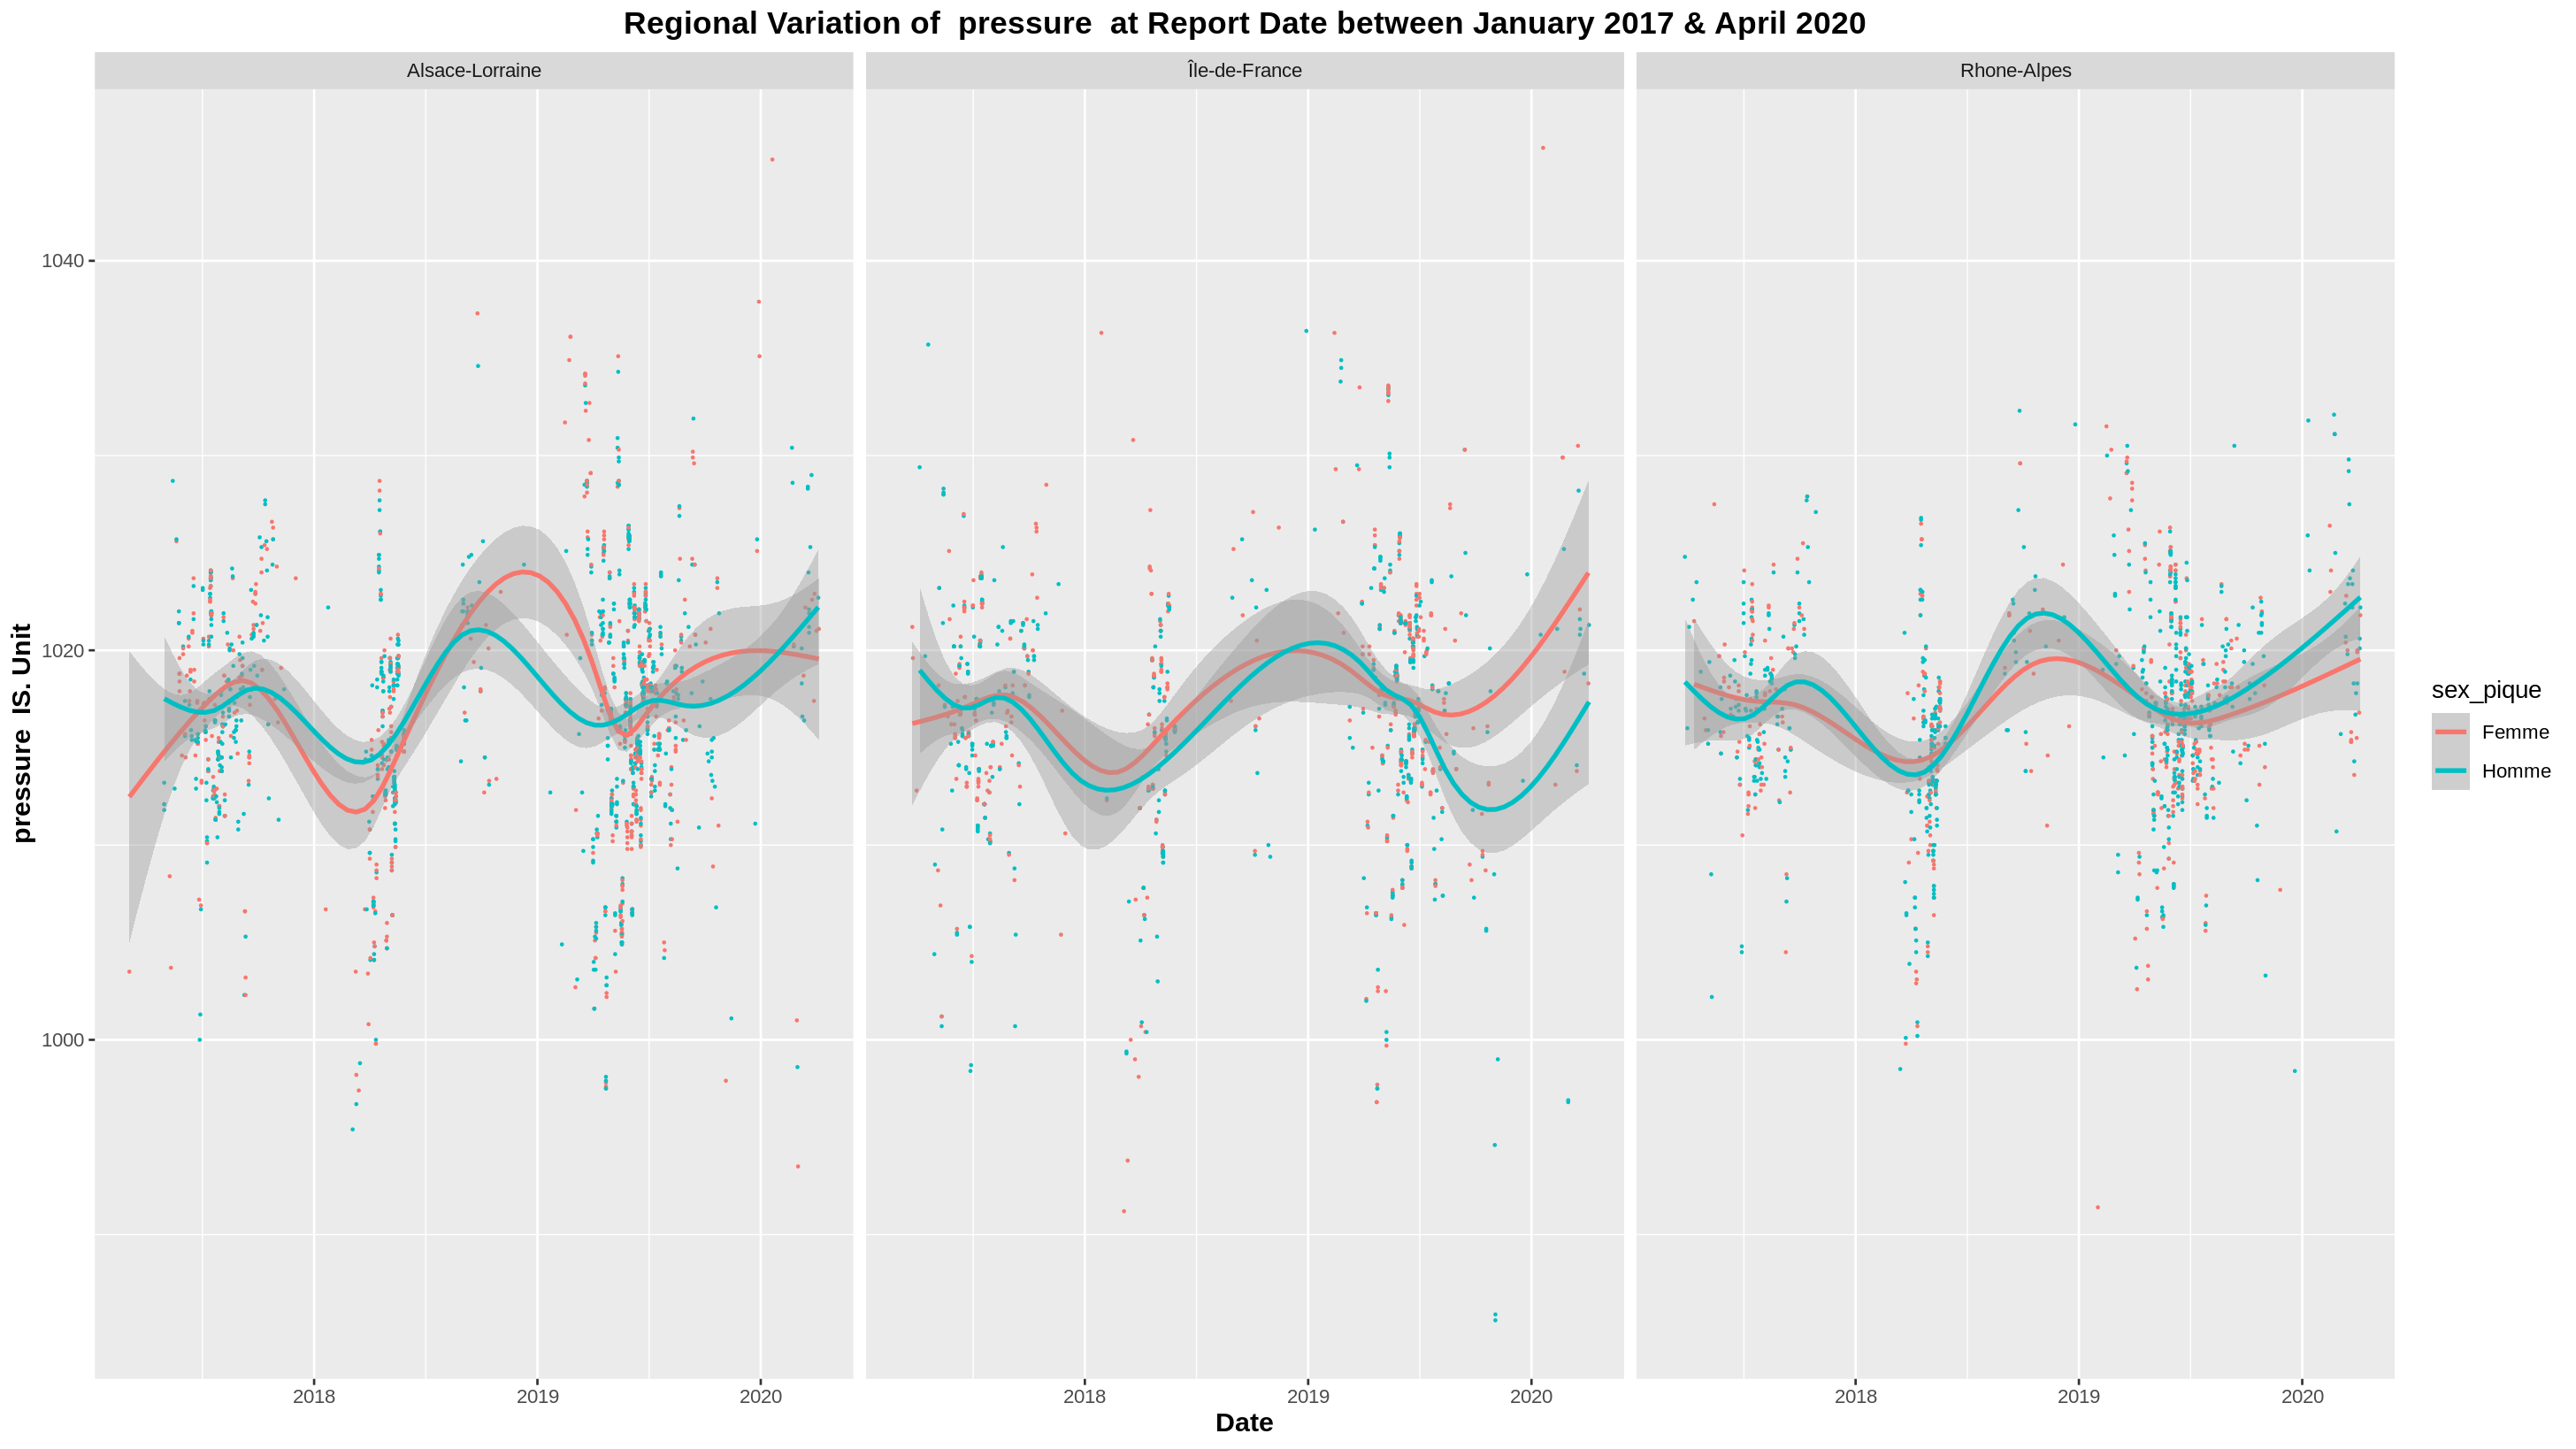 Regional Variation of  pressure  at Report Date between January 2017 & April 2020
Alsace-Lorraine
Île-de-France
Rhone-Alpes
pressure  IS. Unit
1040
1020
1000
2018 2019 2020
2018 2019 2020
2018 2019 2020
Date
sex_pique
Femme
Homme